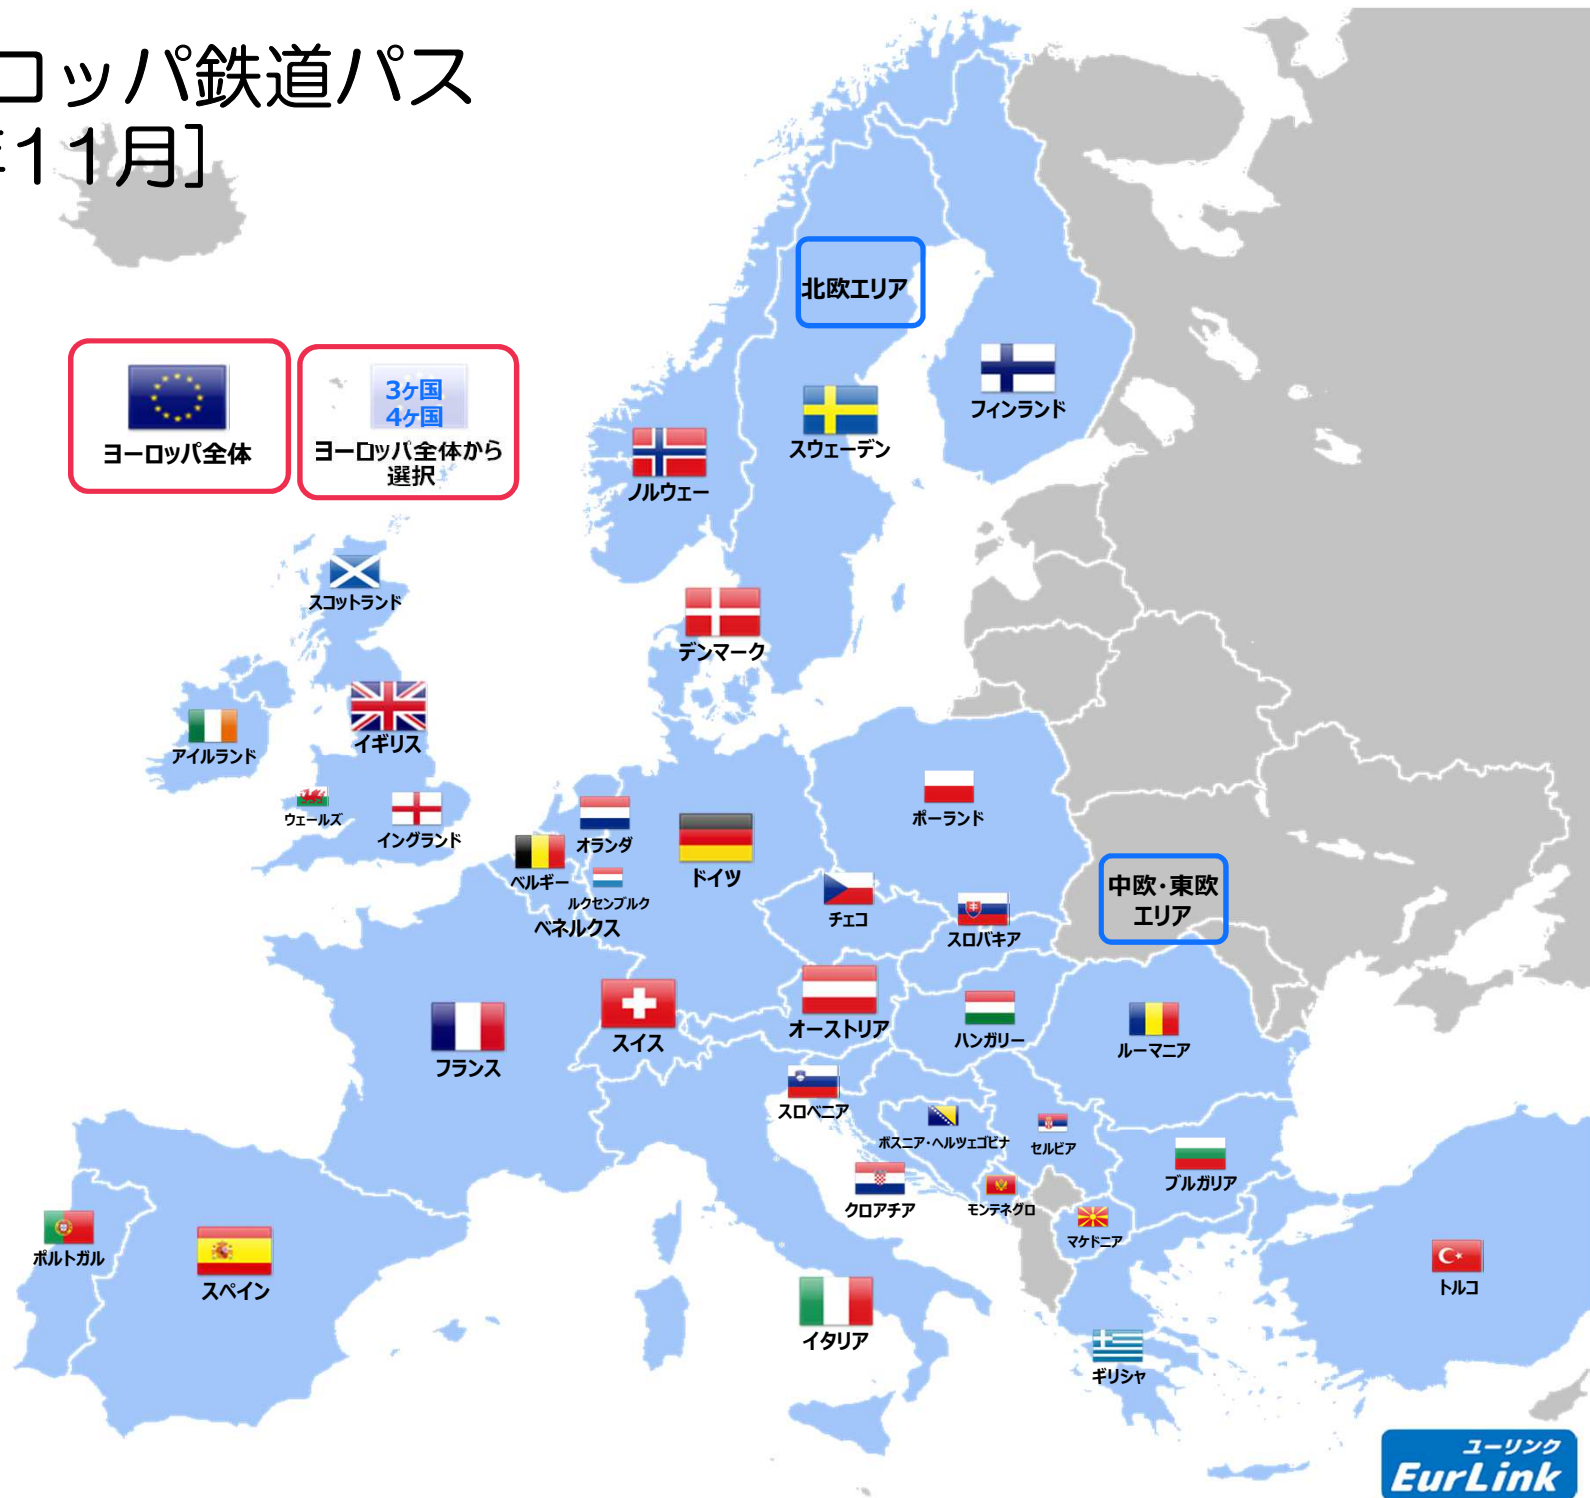 ロッパ鉄道パス
年11月]
北欧エリア
3ヶ国
4ヶ国
ヨーロッパ全体
ヨーロッパ全体から
選択
フィンランド
スウェーデン
ノルウェー
スコットランド
デンマーク
アイルランド
イギリス
ウェールズ
イングランド
オランダ
ベルギー
ルクセンブルク
ベネルクス
ドイツ
ポーランド
中欧・東欧
エリア
チェコ
スロバキア
オーストリア
スイス
フランス
ハンガリー
ルーマニア
スロベニア
ボスニア・ヘルツェゴビナ
セルビア
ブルガリア
クロアチア
モンテネグロ
マケドニア
ポルトガル
スペイン
イタリア
ギリシャ
トルコ
ユーリンク
EurLink